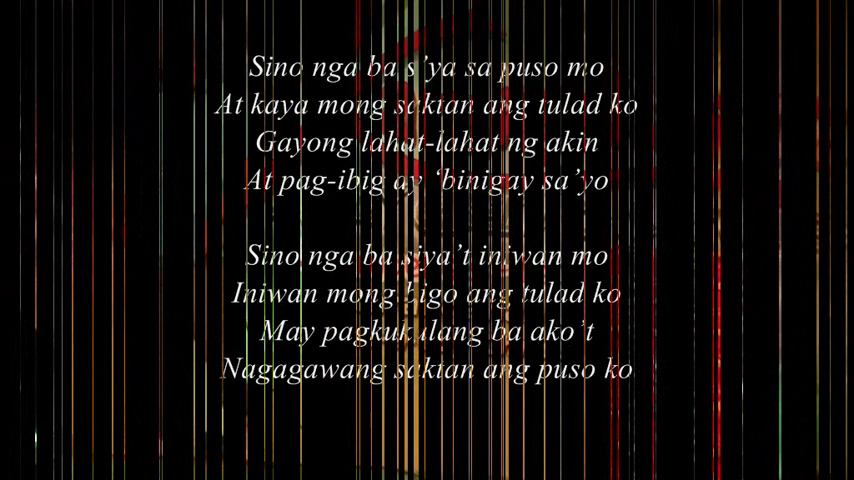 Sino nga ba s’ya sa puso mo
At kaya mong saktan ang tulad ko
Gayong lahat-lahat ng akin
At pag-ibig ay ‘binigay sa’yo
Sino nga ba siya’t iniwan mo
Iniwan mong bigo ang tulad ko
May pagkukulang ba ako’t
Nagagawang saktan ang puso ko